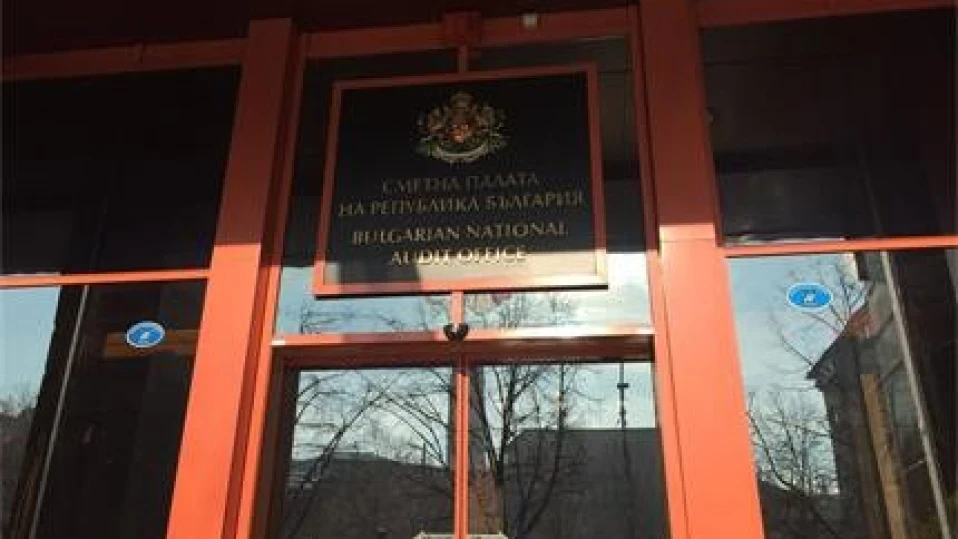 СМЕТНА ПАЛАТА
НА РЕПУБЛИКА БЪЛГАРИЯ
BULGARIAN NATIONAL
AUDIT OFFICE